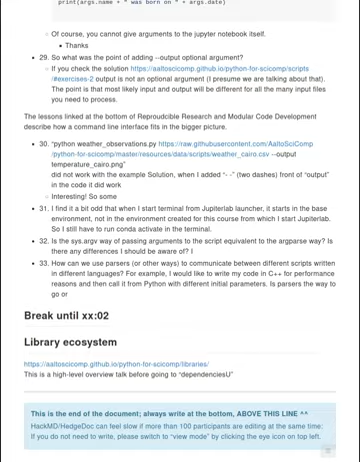 print(args.name + " was born on " + args.date)
Of course, you cannot give arguments to the jupyter notebook itself.
Thanks
29. So what was the point of adding --output optional argument?
If you check the solution https://aaltoscicomp.github.io/python-for-scicomp/scripts
/#exercises-2 output is not an optional argument (I presume we are talking about that).
The point is that most likely input and output will be different for all the many input files
you need to process.
The lessons linked at the bottom of Reproudcible Research and Modular Code Development
describe how a command line interface fits in the bigger picture.
30. "python weather_observations.py https://raw.githubusercontent.com/AaltoSciComp
/python-for-scicomp/master/resources/data/scripts/weather_cairo.csv --output
temperature_cairo.png"
did not work with the example Solution, when I added "- -" (two dashes) front of "output"
in the code it did work
Interesting! So some
31. I find it a bit odd that when I start terminal from Jupiterlab launcher, it starts in the base
environment, not in the environment created for this course from which I start Jupiterlab.
So I still have to run conda activate in the terminal.
32. Is the sys.argv way of passing arguments to the script equivalent to the argparse way? Is
there any differences I should be aware of? I
33. How can we use parsers (or other ways) to communicate between different scripts written
in different languages? For example, I would like to write my code in C++ for performance
reasons and then call it from Python with different initial parameters. Is parsers the way to
go or
Break until xx:02
Library ecosystem
https://aaltoscicomp.github.io/python-for-scicomp/libraries/
This is a high-level overview talk before going to "dependenciesU"
This is the end of the document; always write at the bottom, ABOVE THIS LINE ^^
HackMD/HedgeDoc can feel slow if more than 100 participants are editing at the same time:
If you do not need to write, please switch to "view mode" by clicking the eye icon on top left.